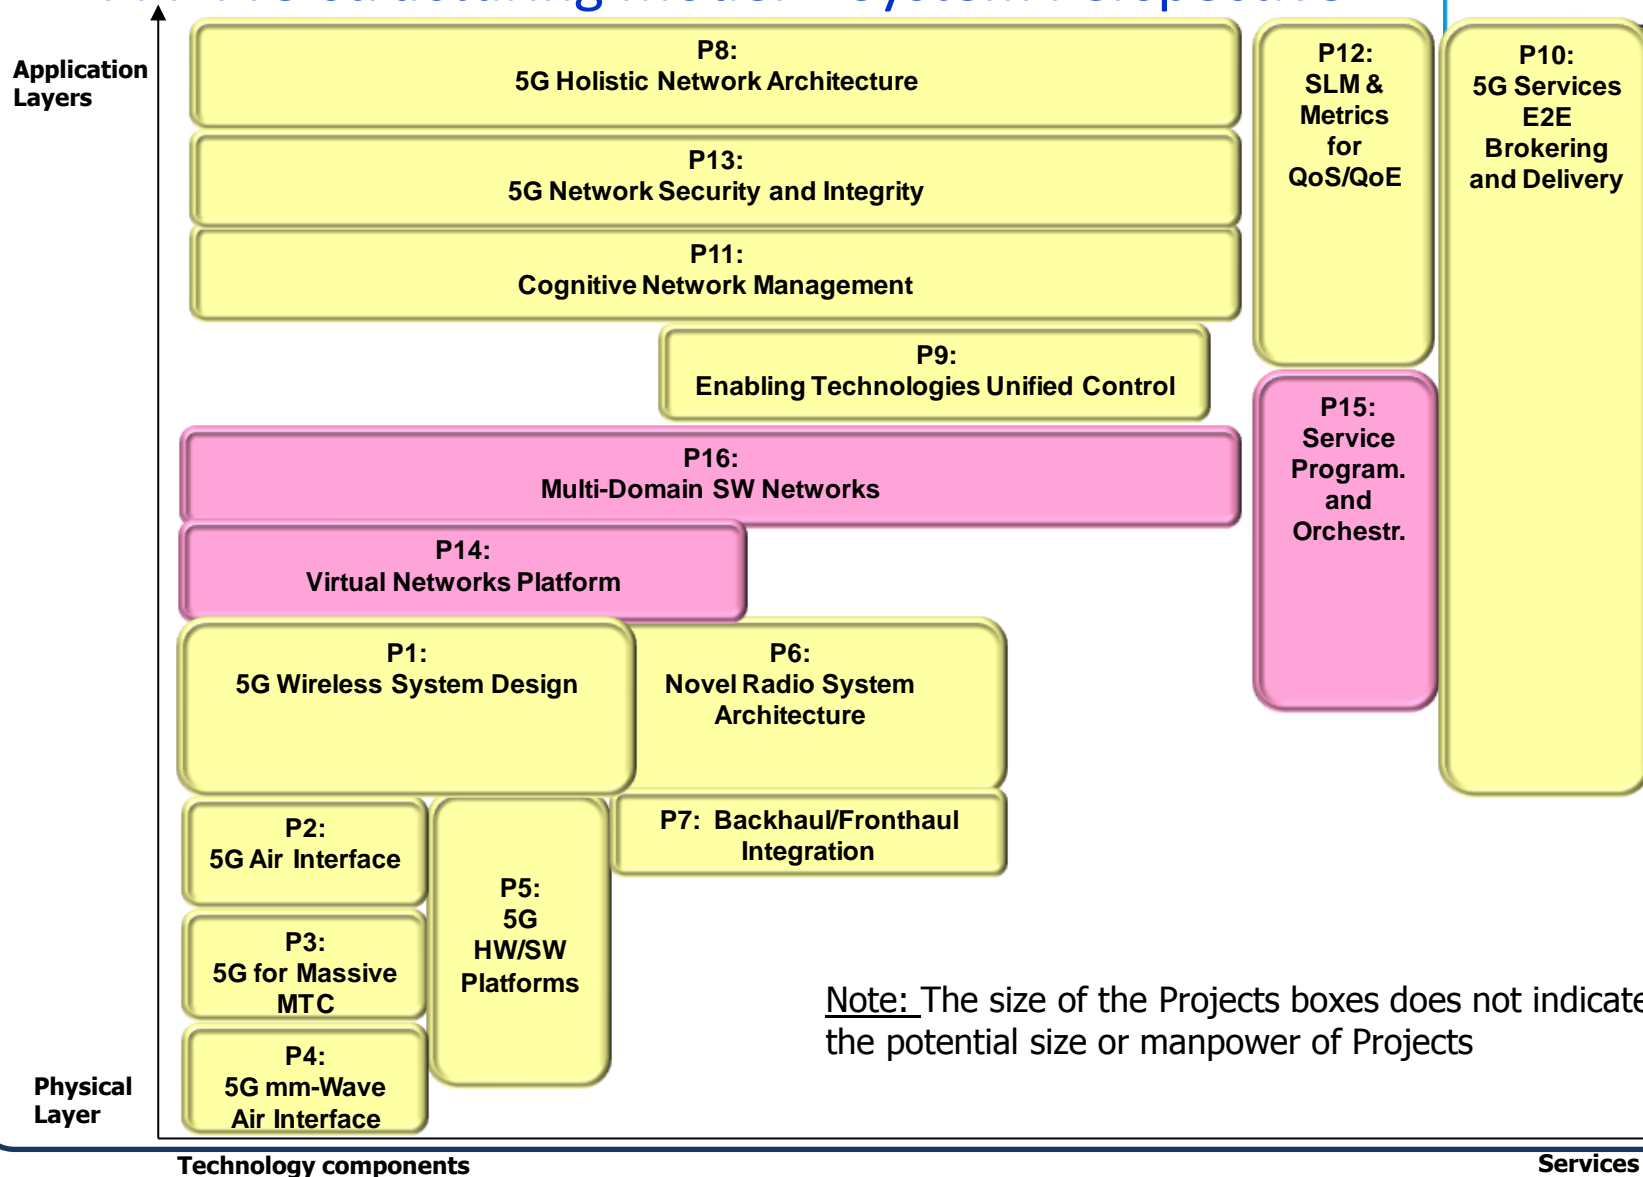 Structuring Model - System Perspective
Application
Layers
P8:
5G Holistic Network Architecture
P12:
SLM &
Metrics
for
QoS/QoE
P10:
5G Services
E2E
Brokering
and Delivery
P13:
5G Network Security and Integrity
P11:
Cognitive Network Management
P9:
Enabling Technologies Unified Control
P15:
Service
Program.
and
Orchestr.
P16:
Multi-Domain SW Networks
P14:
Virtual Networks Platform
P1:
5G Wireless System Design
P6:
Novel Radio System
Architecture
P2:
5G Air Interface
P7: Backhaul/Fronthaul
Integration
P5:
5G
HW/SW
Platforms
P3:
5G for Massive
MTC
P4:
5G mm-Wave
Air Interface
Note: The size of the Projects boxes does not indicate
the potential size or manpower of Projects
Physical
Layer
Technology components
Services